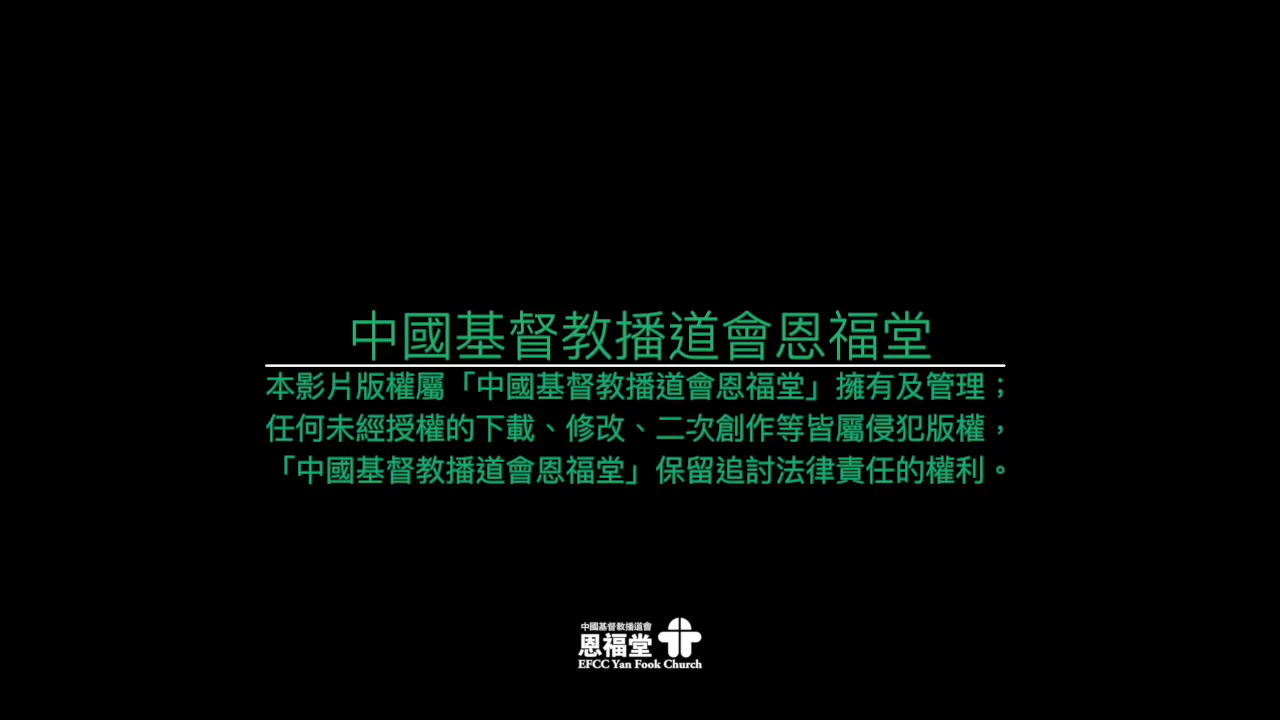 中國基督教播道會恩福堂
本影片版權屬「中國基督教播道會恩福堂」擁有及管理；
任何未經授權的下載、修改、二次創作等皆屬侵犯版權，
「中國基督教播道會恩福堂」保留追討法律責任的權利。
中國基督教播道會
恩福堂
EFCC Yan Fook Church